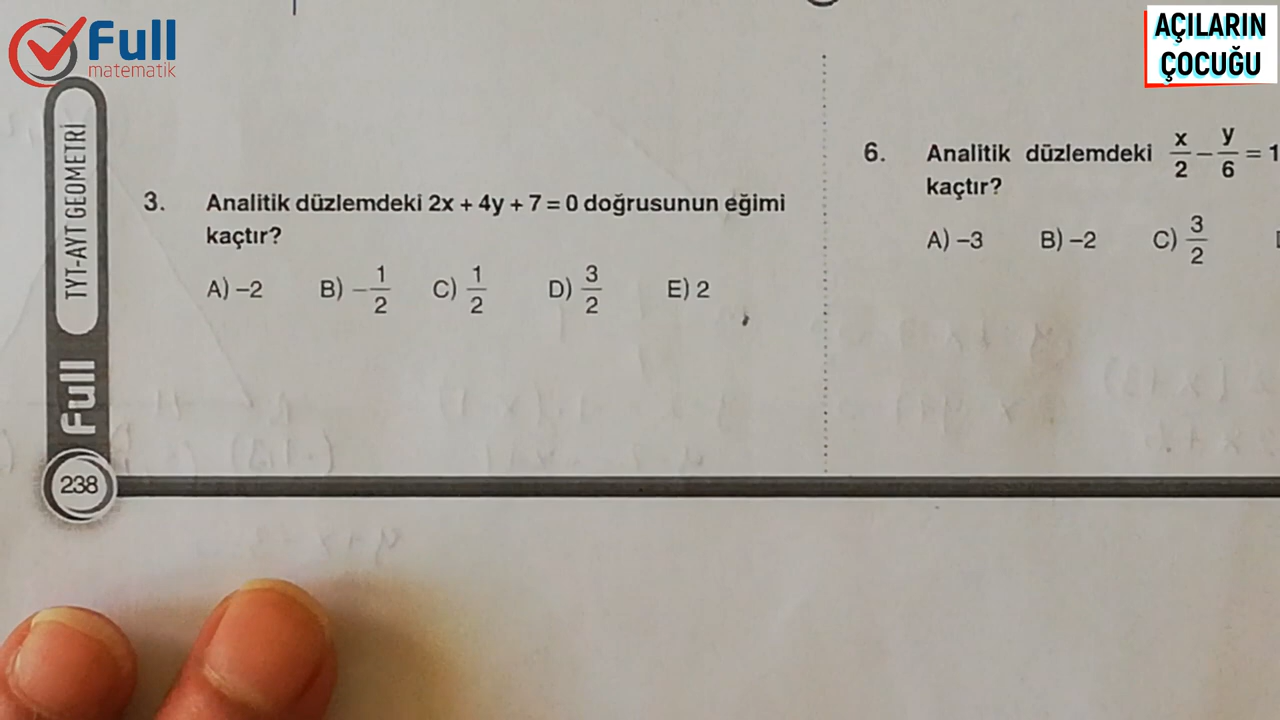 Full
matematik
AÇILARIN
ÇOCUĞU
TYT-AYT GEOMETRİ
Full
238
3. Analitik düzlemdeki 2x + 4y + 7 = 0 doğrusunun eğimi
kaçtır?
A) –2 B) –1/2 C) 1/2 D) 3/2 E) 2
6. Analitik düzlemdeki x/2 – y/6 = 1
kaçtır?
A) –3 B) –2 C) 3/2